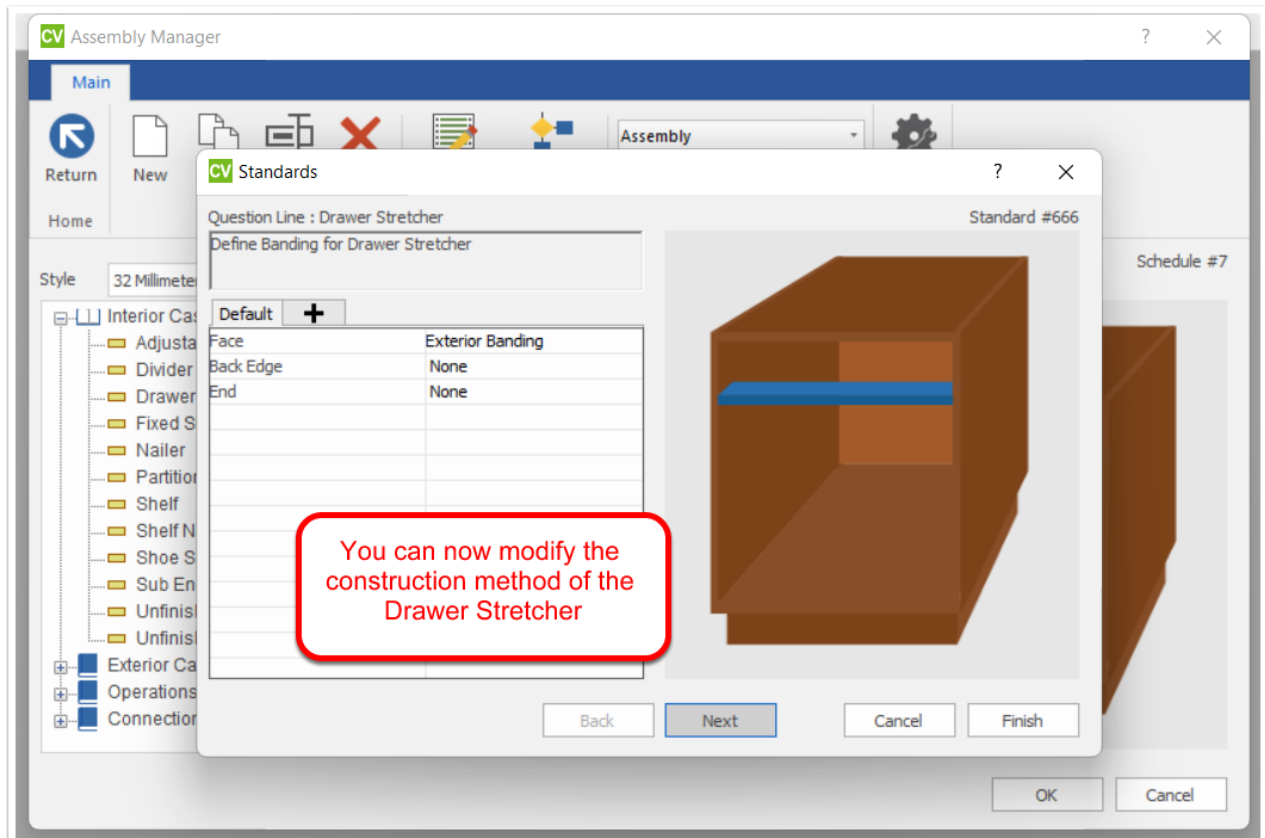 CV Assembly Manager
?
Main
Return
New
Home
Assembly
Style
32 Millimete
Schedule #7
Interior Cas
Adjusta
Divider
Drawer
Fixed S
Nailer
Partition
Shelf
Shelf N
Shoe S
Sub En
Unfinis
Unfinis
Exterior Ca
Operations
Connection
CV Standards
?
Question Line : Drawer Stretcher
Standard #666
Define Banding for Drawer Stretcher
Default
Face Exterior Banding
Back Edge None
End None
You can now modify the
construction method of the
Drawer Stretcher
Back
Next
Cancel
Finish
OK
Cancel